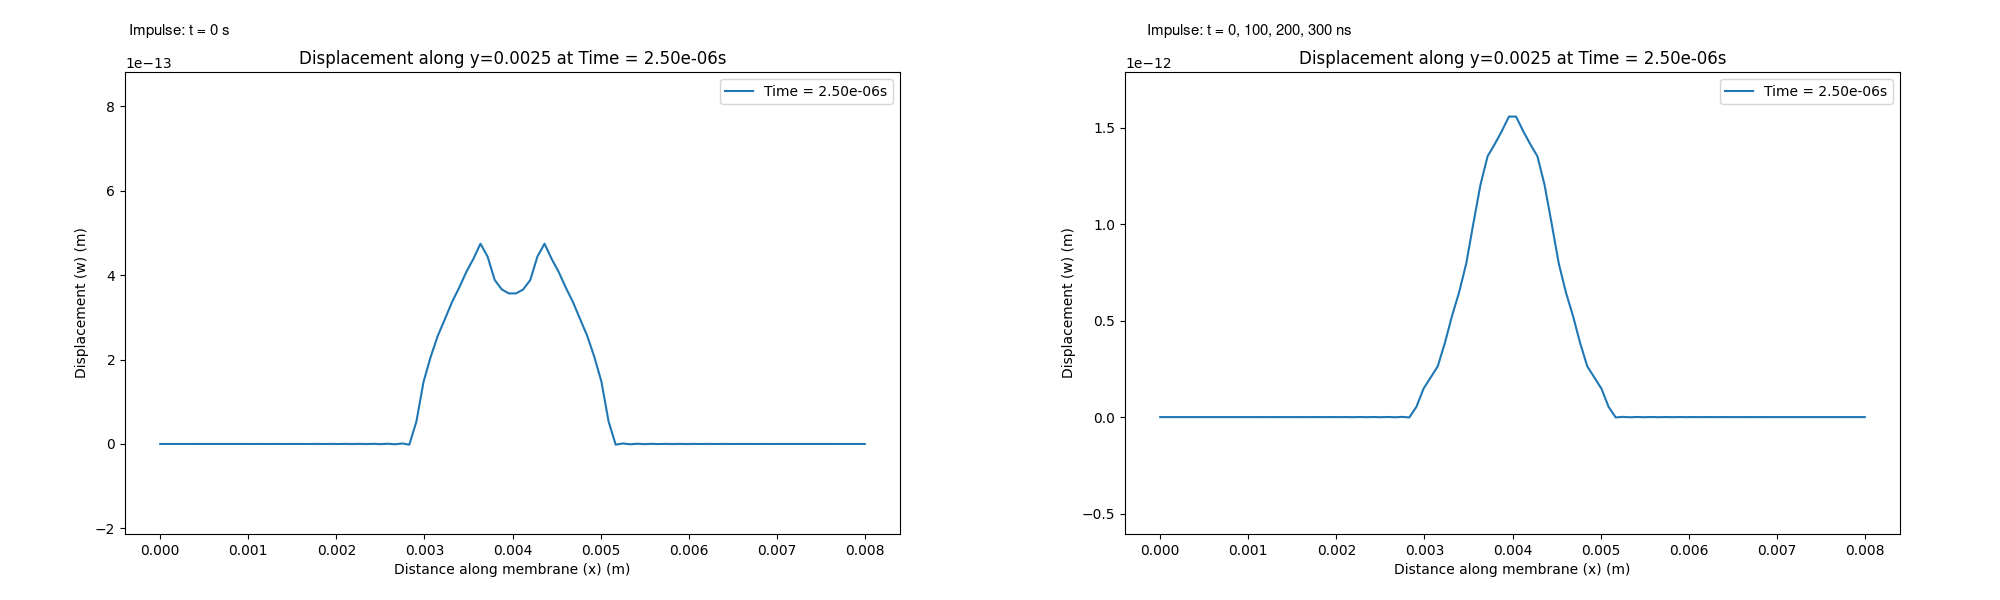 Impulse: t = 0 s
Displacement along y=0.0025 at Time = 2.50e-06s
1e−13
Time = 2.50e-06s
8
6
4
2
0
−2
Displacement (w) (m)
0.000 0.001 0.002 0.003 0.004 0.005 0.006 0.007 0.008
Distance along membrane (x) (m)
Impulse: t = 0, 100, 200, 300 ns
Displacement along y=0.0025 at Time = 2.50e-06s
1e−12
Time = 2.50e-06s
1.5
1.0
0.5
0.0
−0.5
Displacement (w) (m)
0.000 0.001 0.002 0.003 0.004 0.005 0.006 0.007 0.008
Distance along membrane (x) (m)